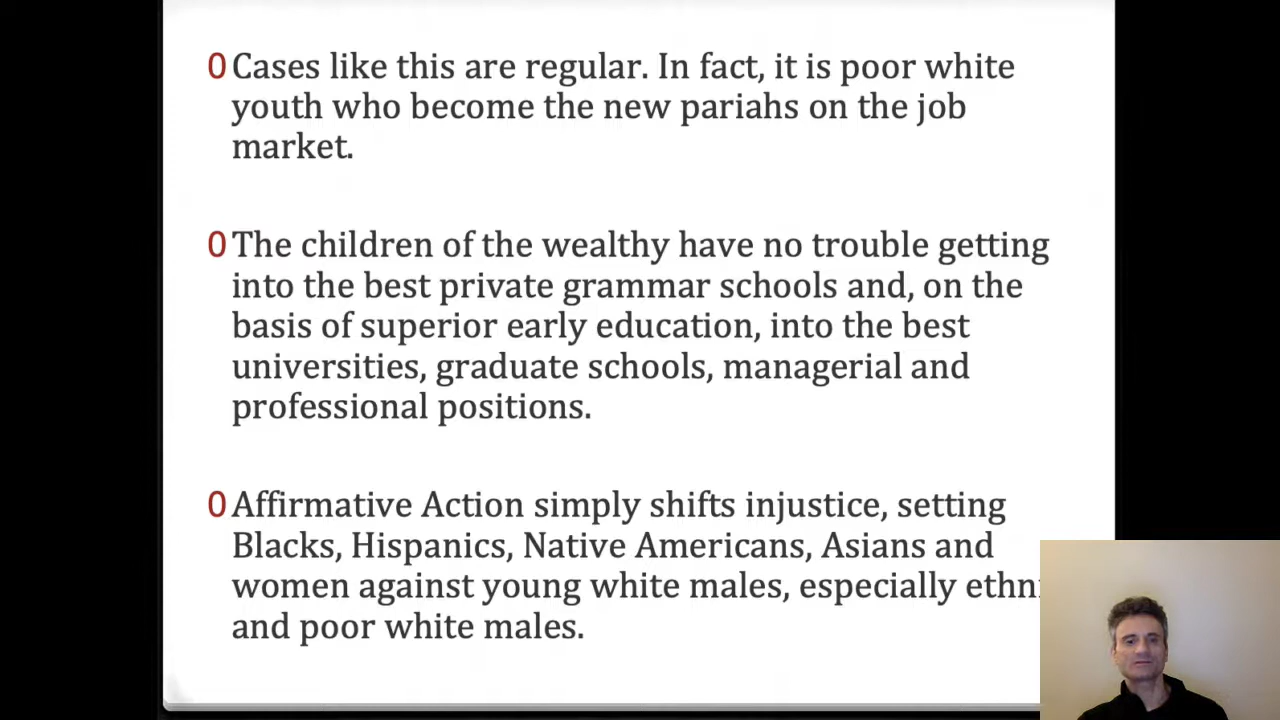 0 Cases like this are regular. In fact, it is poor white
youth who become the new pariahs on the job
market.
0 The children of the wealthy have no trouble getting
into the best private grammar schools and, on the
basis of superior early education, into the best
universities, graduate schools, managerial and
professional positions.
0 Affirmative Action simply shifts injustice, setting
Blacks, Hispanics, Native Americans, Asians and
women against young white males, especially
and poor white males.